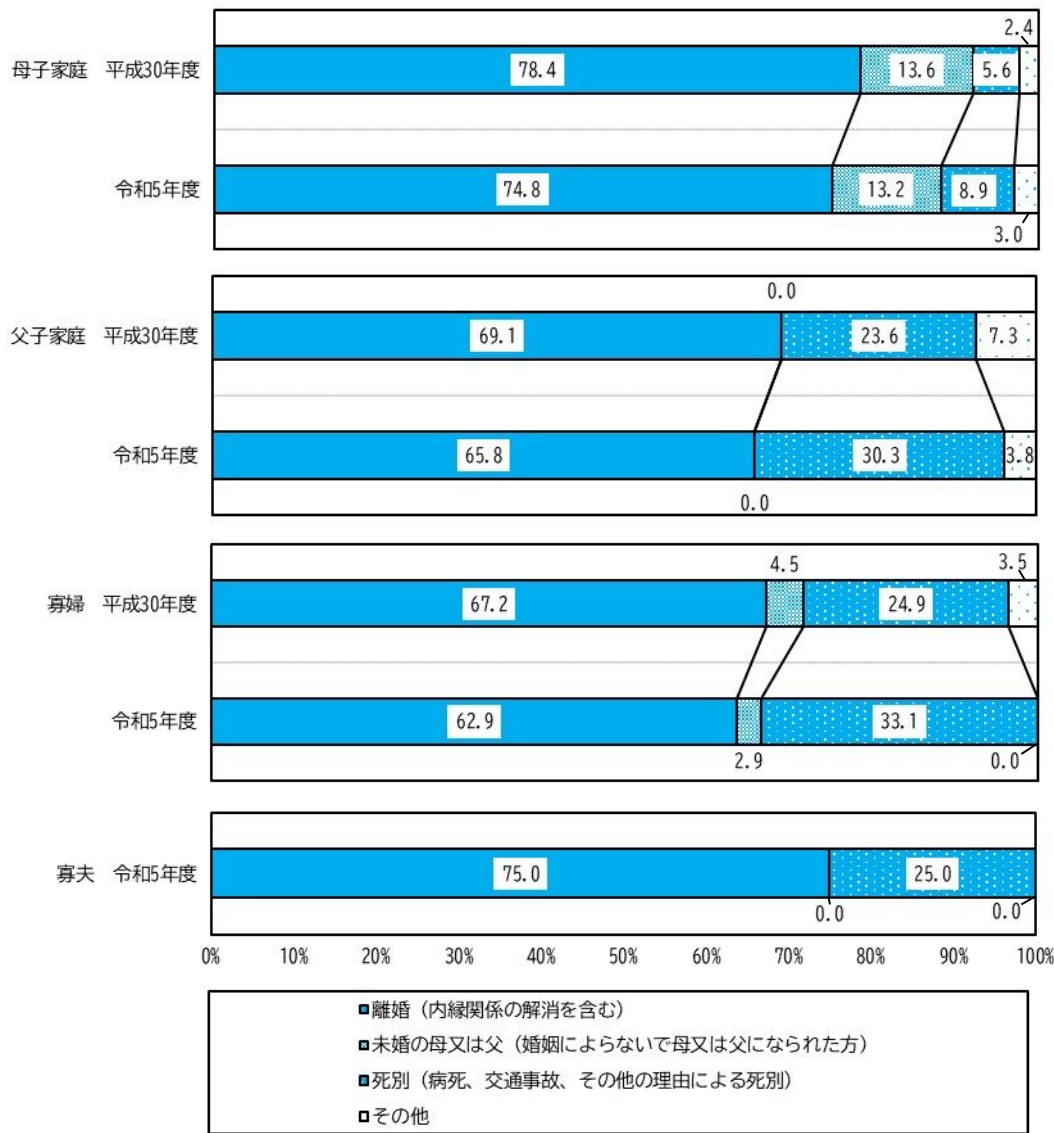 2.4
母子家庭 平成30年度 78.4 13.6 5.6
令和5年度 74.8 13.2 8.9
3.0
0.0
父子家庭 平成30年度 69.1 23.6 7.3
令和5年度 65.8 30.3 3.8
0.0
4.5 3.5
寡婦 平成30年度 67.2 24.9
令和5年度 62.9 33.1
2.9 0.0
寡夫 令和5年度 75.0 25.0
0.0 0.0
0% 10% 20% 30% 40% 50% 60% 70% 80% 90% 100%
離婚（内縁関係の解消を含む）
未婚の母又は父（婚姻によらないで母又は父になられた方）
死別（病死、交通事故、その他の理由による死別）
その他